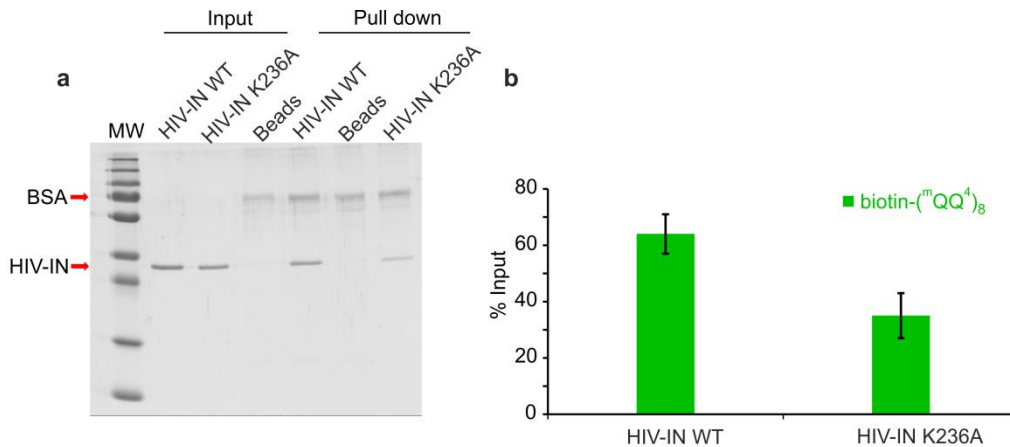 Input Pull down
a
MW HIV-IN WT HIV-IN K236A Beads HIV-IN WT Beads HIV-IN K236A
BSA
HIV-IN
b
biotin-(ᵐQQ⁴)₈
% Input
80
60
40
20
0
HIV-IN WT HIV-IN K236A